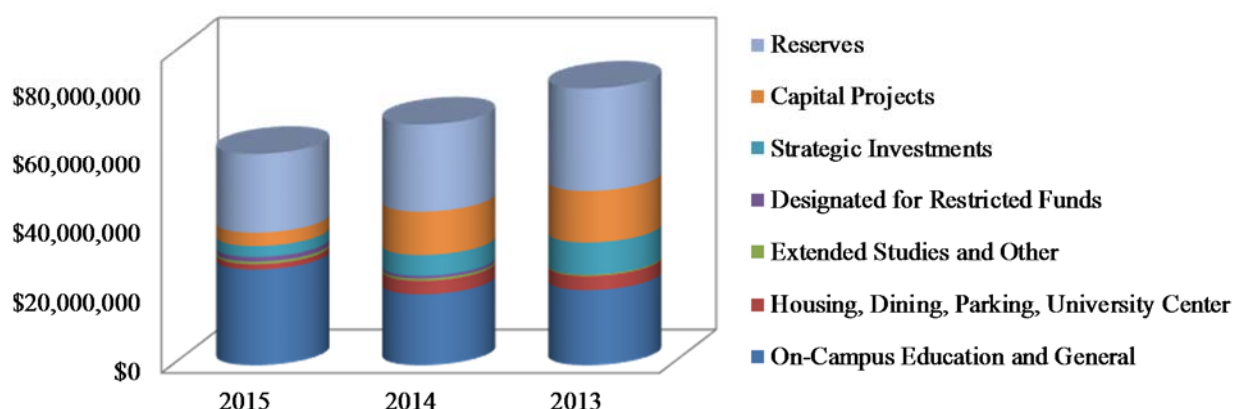 $80,000,000
$60,000,000
$40,000,000
$20,000,000
$0
2015 2014 2013
Reserves
Capital Projects
Strategic Investments
Designated for Restricted Funds
Extended Studies and Other
Housing, Dining, Parking, University Center
On-Campus Education and General